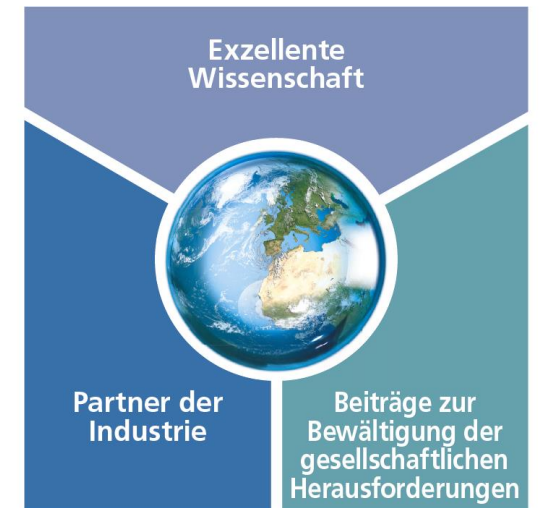 Exzellente
Wissenschaft
Partner der
Industrie
Beiträge zur
Bewältigung der
gesellschaftlichen
Herausforderungen